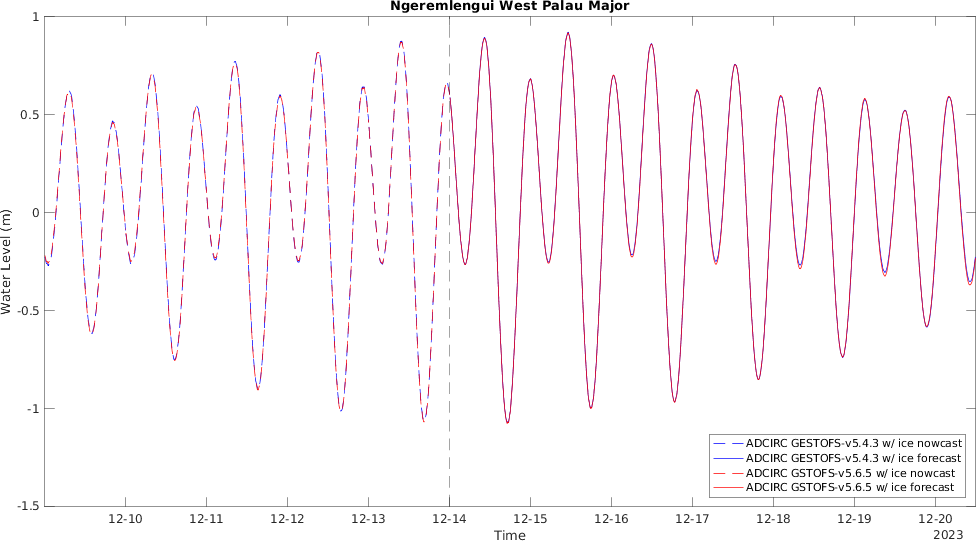 Ngeremlengui West Palau Major
1
0.5
0
-0.5
-1
-1.5
Water Level (m)
ADCIRC GESTOFS-v5.4.3 w/ ice nowcast
ADCIRC GESTOFS-v5.4.3 w/ ice forecast
ADCIRC GSTOFS-v5.6.5 w/ ice nowcast
ADCIRC GSTOFS-v5.6.5 w/ ice forecast
12-10 12-11 12-12 12-13 12-14 12-15 12-16 12-17 12-18 12-19 12-20
Time
2023